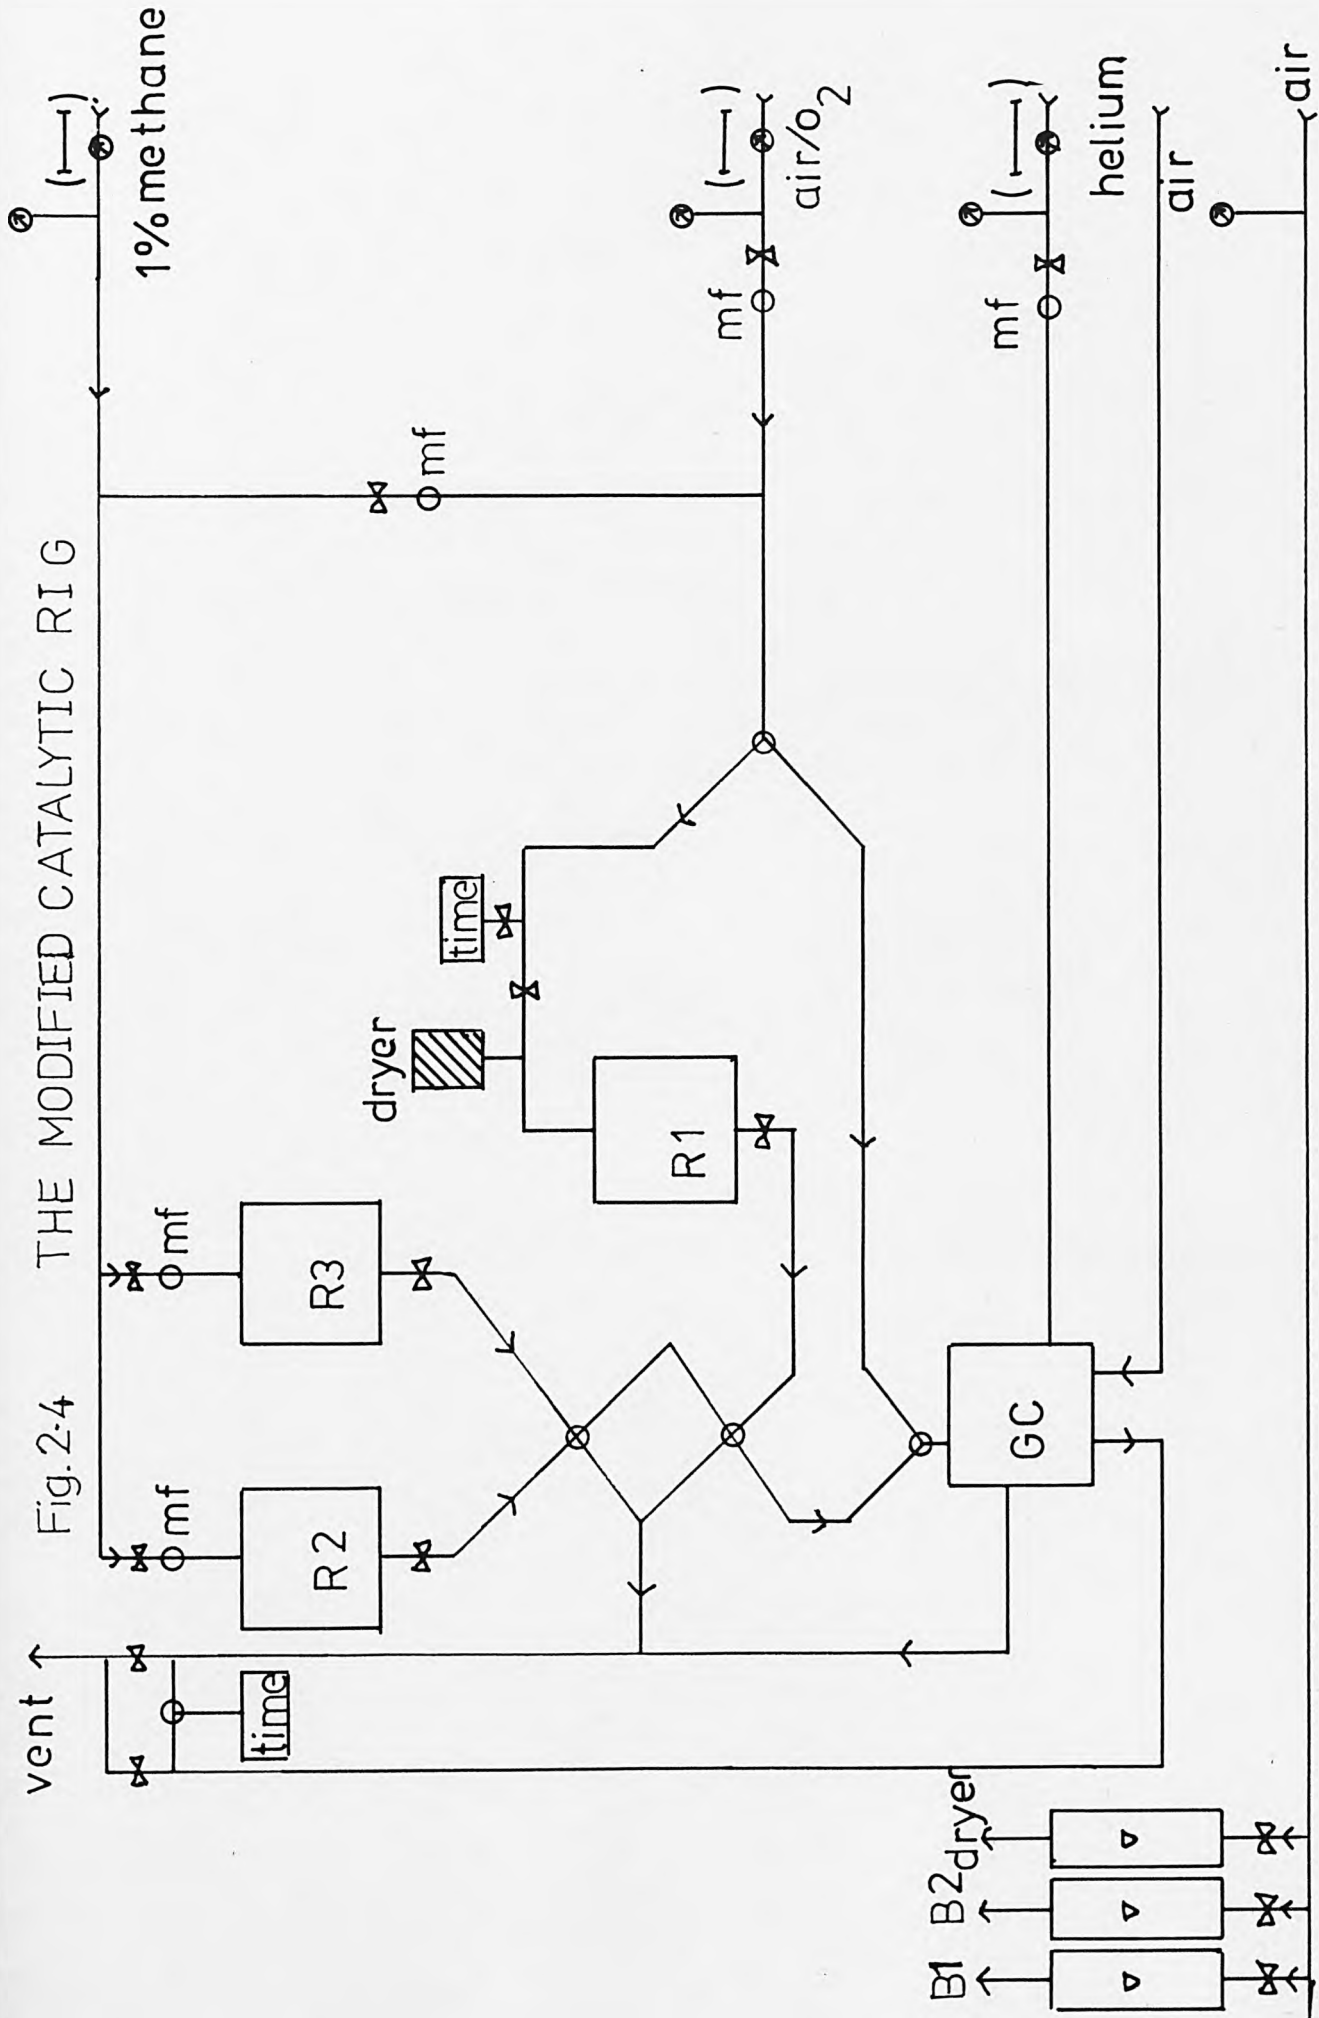 Fig.2-4 THE MODIFIED CATALYTIC RIG
vent
time
mf
mf
R2
R3
1% methane
mf
dryer
time
R1
mf
air/O₂
GC
mf
helium
air
B1
B2
dryer
air